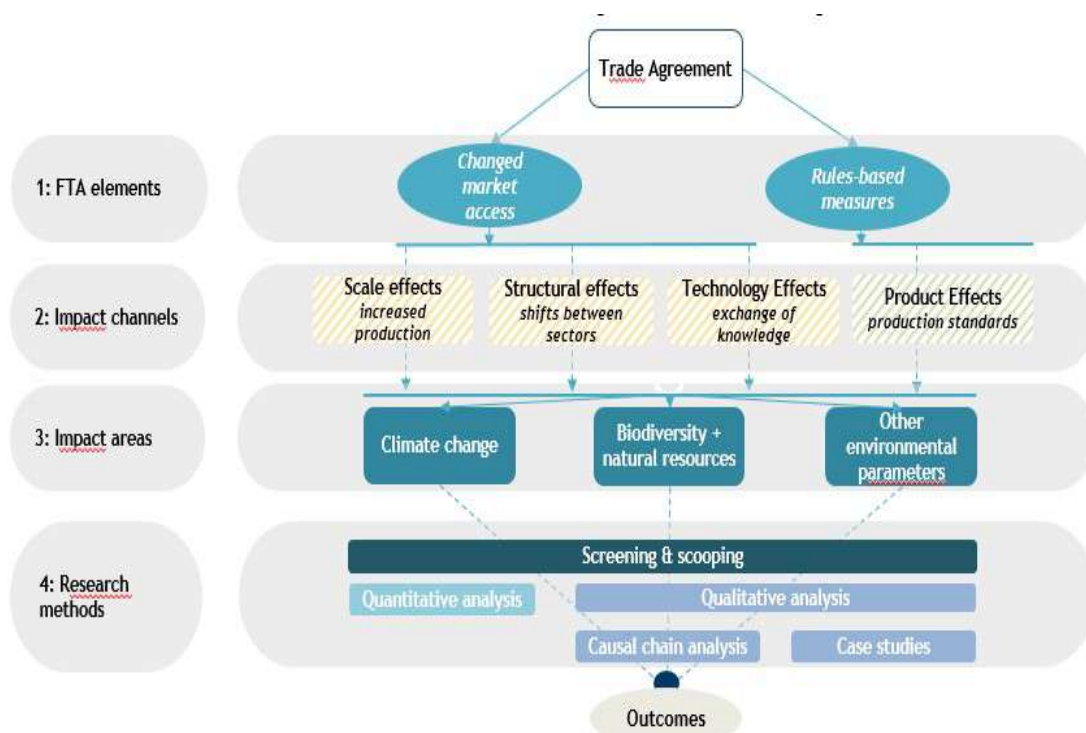 Trade Agreement
1: FTA elements
Changed
market
access
Rules-based
measures
2: Impact channels
Scale effects
increased
production
Structural effects
shifts between
sectors
Technology Effects
exchange of
knowledge
Product Effects
production standards
3: Impact areas
Climate change
Biodiversity +
natural resources
Other
environmental
parameters
4: Research
methods
Screening & scooping
Quantitative analysis
Qualitative analysis
Causal chain analysis
Case studies
Outcomes